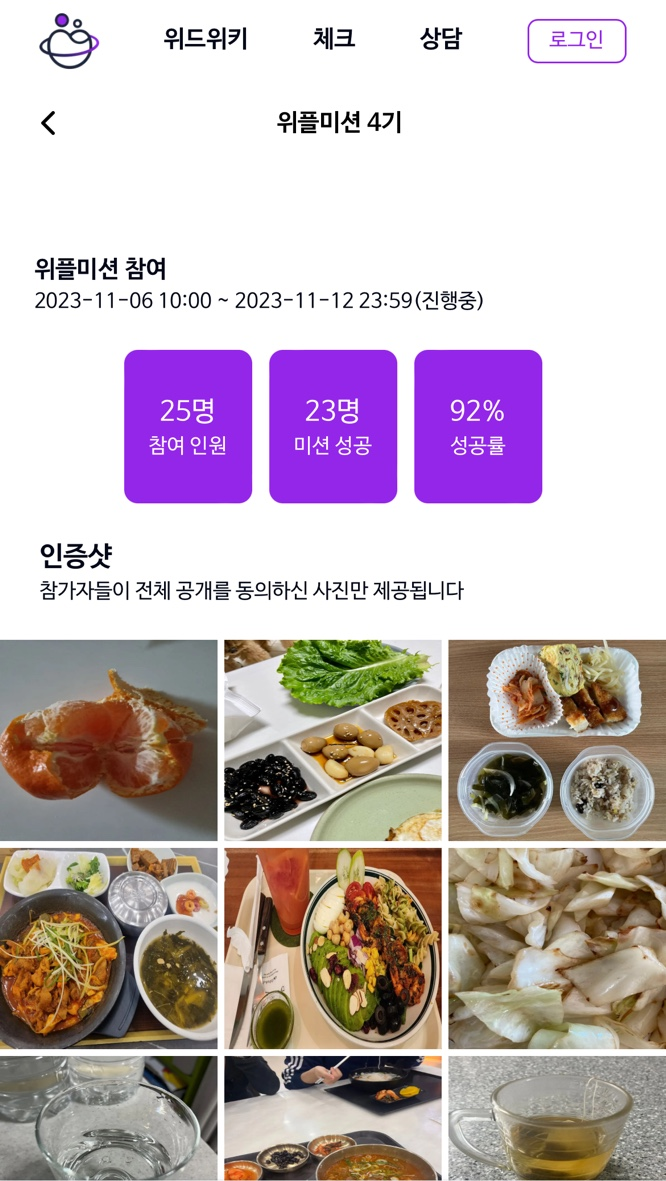 위드위키 체크 상담 로그인
위플미션 4기
위플미션 참여
2023-11-06 10:00 ~ 2023-11-12 23:59(진행중)
25명 23명 92%
참여 인원 미션 성공 성공률
인증샷
참가자들이 전체 공개를 동의하신 사진만 제공됩니다